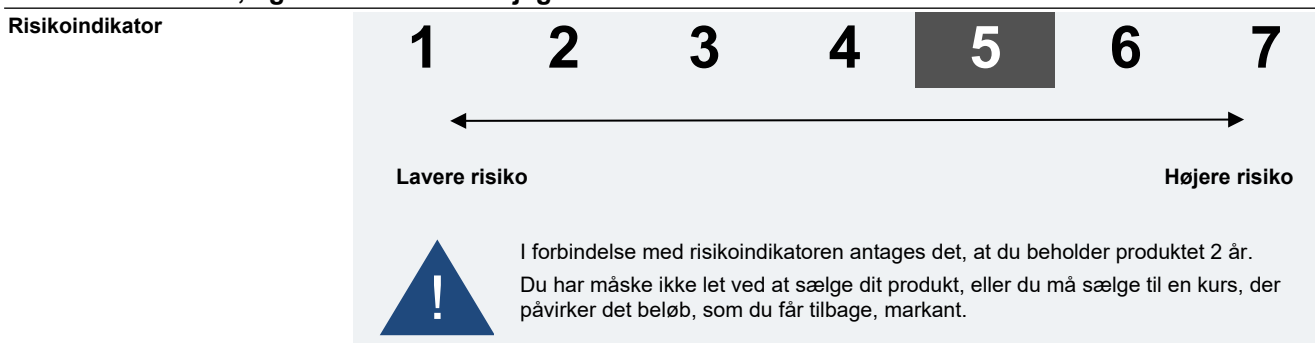 Risikoindikator
1 2 3 4 5 6 7
Lavere risiko Højere risiko
!
I forbindelse med risikoindikatoren antages det, at du beholder produktet 2 år.
Du har måske ikke let ved at sælge dit produkt, eller du må sælge til en kurs, der
påvirker det beløb, som du får tilbage, markant.